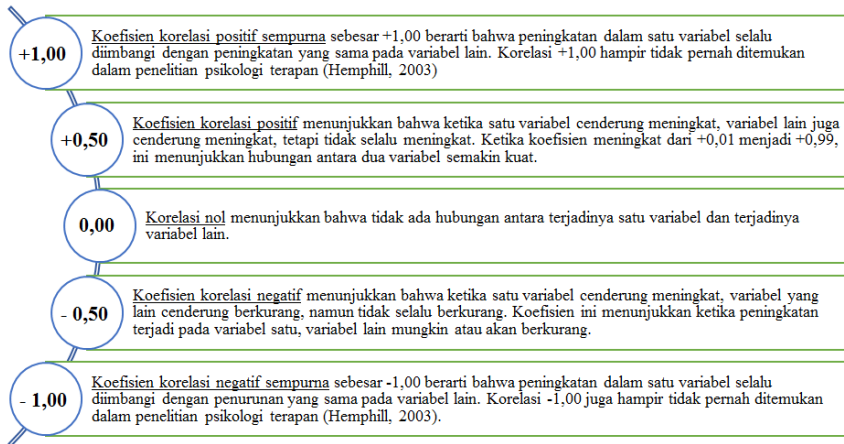 +1,00
Koefisien korelasi positif sempurna sebesar +1,00 berarti bahwa peningkatan dalam satu variabel selalu
diimbangi dengan peningkatan yang sama pada variabel lain. Korelasi +1,00 hampir tidak pernah ditemukan
dalam penelitian psikologi terapan (Hemphill, 2003)
+0,50
Koefisien korelasi positif menunjukkan bahwa ketika satu variabel cenderung meningkat, variabel lain juga
cenderung meningkat, tetapi tidak selalu meningkat. Ketika koefisien meningkat dari +0,01 menjadi +0,99,
ini menunjukkan hubungan antara dua variabel semakin kuat.
0,00
Korelasi nol menunjukkan bahwa tidak ada hubungan antara terjadinya satu variabel dan terjadinya
variabel lain.
- 0,50
Koefisien korelasi negatif menunjukkan bahwa ketika satu variabel cenderung meningkat, variabel yang
lain cenderung berkurang, namun tidak selalu berkurang. Koefisien ini menunjukkan ketika peningkatan
terjadi pada variabel satu, variabel lain mungkin atau akan berkurang.
- 1,00
Koefisien korelasi negatif sempurna sebesar -1,00 berarti bahwa peningkatan dalam satu variabel selalu
diimbangi dengan penurunan yang sama pada variabel lain. Korelasi -1,00 juga hampir tidak pernah ditemukan
dalam penelitian psikologi terapan (Hemphill, 2003).